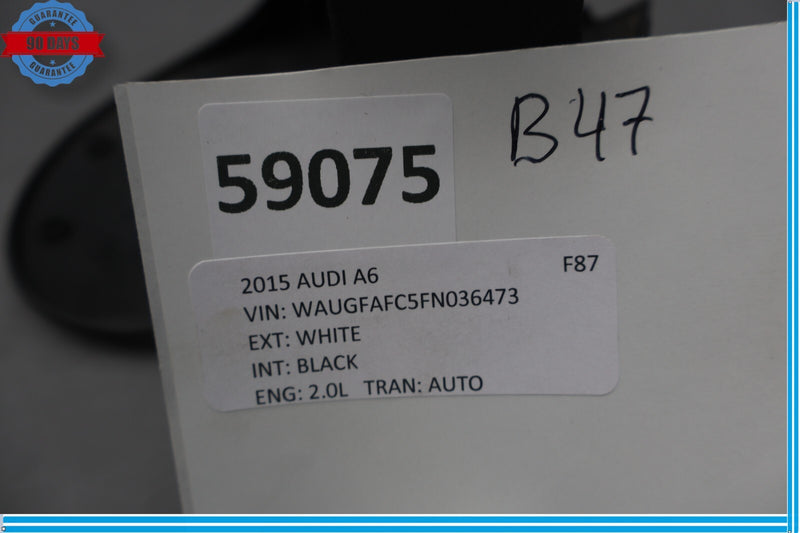 GUARANTEE
90 DAYS
GUARANTEE
B47
59075
2015 AUDI A6 F87
VIN: WAUGFAFC5FN036473
EXT: WHITE
INT: BLACK
ENG: 2.0L TRAN: AUTO